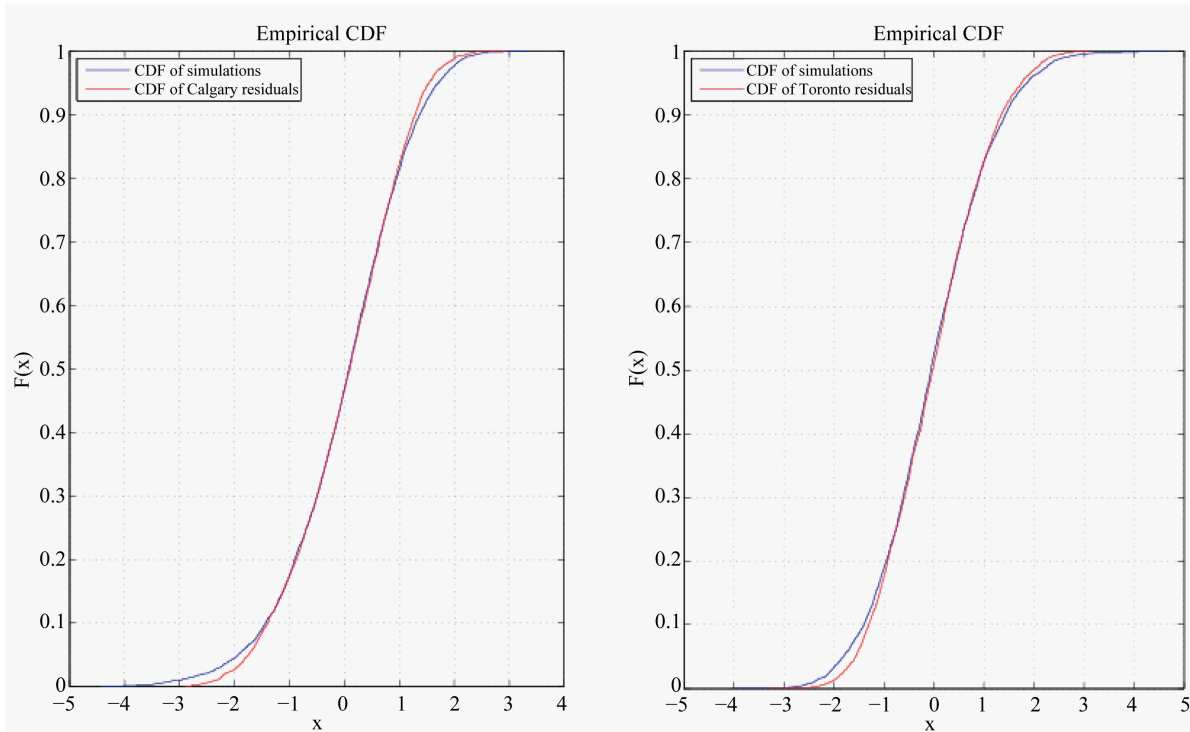 Empirical CDF
CDF of simulations
CDF of Calgary residuals
1
0.9
0.8
0.7
0.6
0.5
0.4
0.3
0.2
0.1
0
F(x)
−5 −4 −3 −2 −1 0 1 2 3 4
x
Empirical CDF
CDF of simulations
CDF of Toronto residuals
1
0.9
0.8
0.7
0.6
0.5
0.4
0.3
0.2
0.1
0
F(x)
−5 −4 −3 −2 −1 0 1 2 3 4 5
x